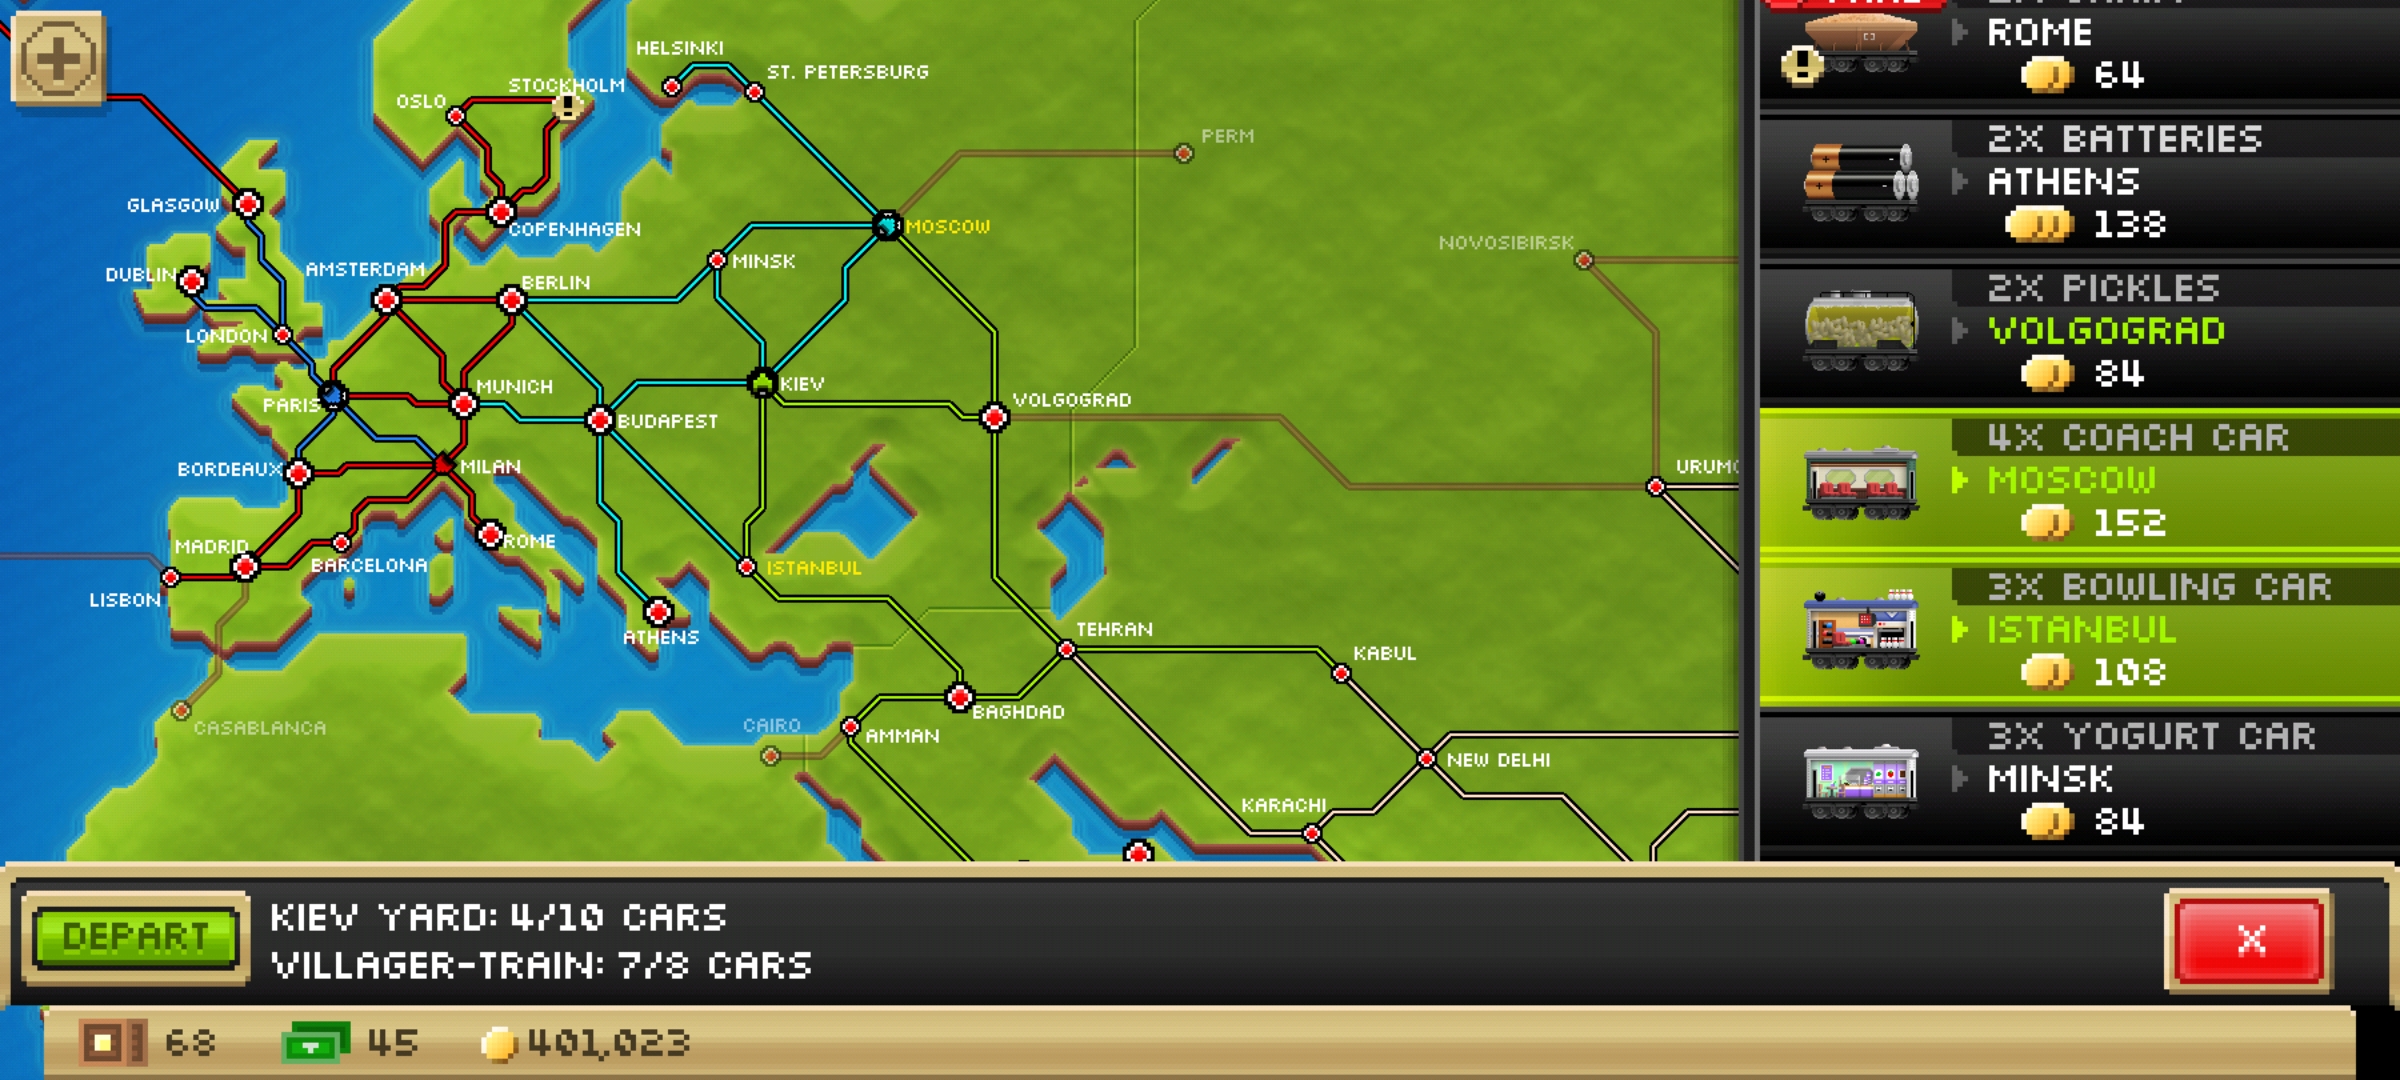 HELSINKI
ST. PETERSBURG
STOCKHOLM
OSLO
PERM
GLASGOW
COPENHAGEN
MOSCOW
NOVOSIBIRSK
DUBLIN
AMSTERDAM
BERLIN
MINSK
LONDON
PARIS
MUNICH
KIEV
BUDAPEST
VOLGOGRAD
BORDEAUX
MILAN
MADRID
ROME
BARCELONA
ISTANBUL
LISBON
ATHENS
TEHRAN
KABUL
CASABLANCA
CAIRO
AMMAN
BAGHDAD
NEW DELHI
KARACHI
ROME
64
2X BATTERIES
ATHENS
138
2X PICKLES
VOLGOGRAD
84
4X COACH CAR
MOSCOW
152
3X BOWLING CAR
ISTANBUL
108
3X YOGURT CAR
MINSK
84
DEPART
KIEV YARD: 4/10 CARS
VILLAGER-TRAIN: 7/8 CARS
X
68
45
401,023